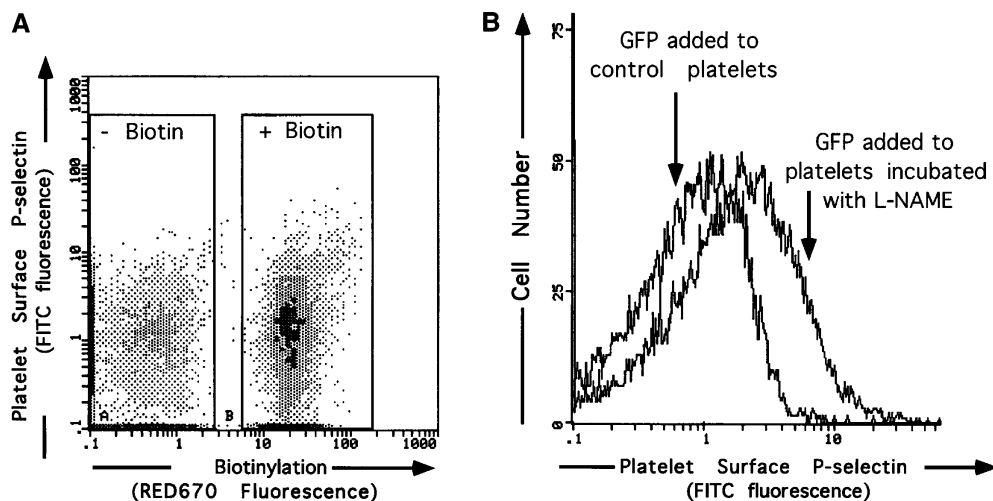 A
Platelet Surface P-selectin
(FITC fluorescence)
1000
100
10
1
.1
- Biotin
+ Biotin
A
B
.1
1
10
100
1000
Biotinylation
(RED670 Fluorescence)
B
Cell Number
75
50
25
0
GFP added to
control platelets
GFP added to
platelets incubated
with L-NAME
.1
1
10
Platelet Surface P-selectin
(FITC fluorescence)